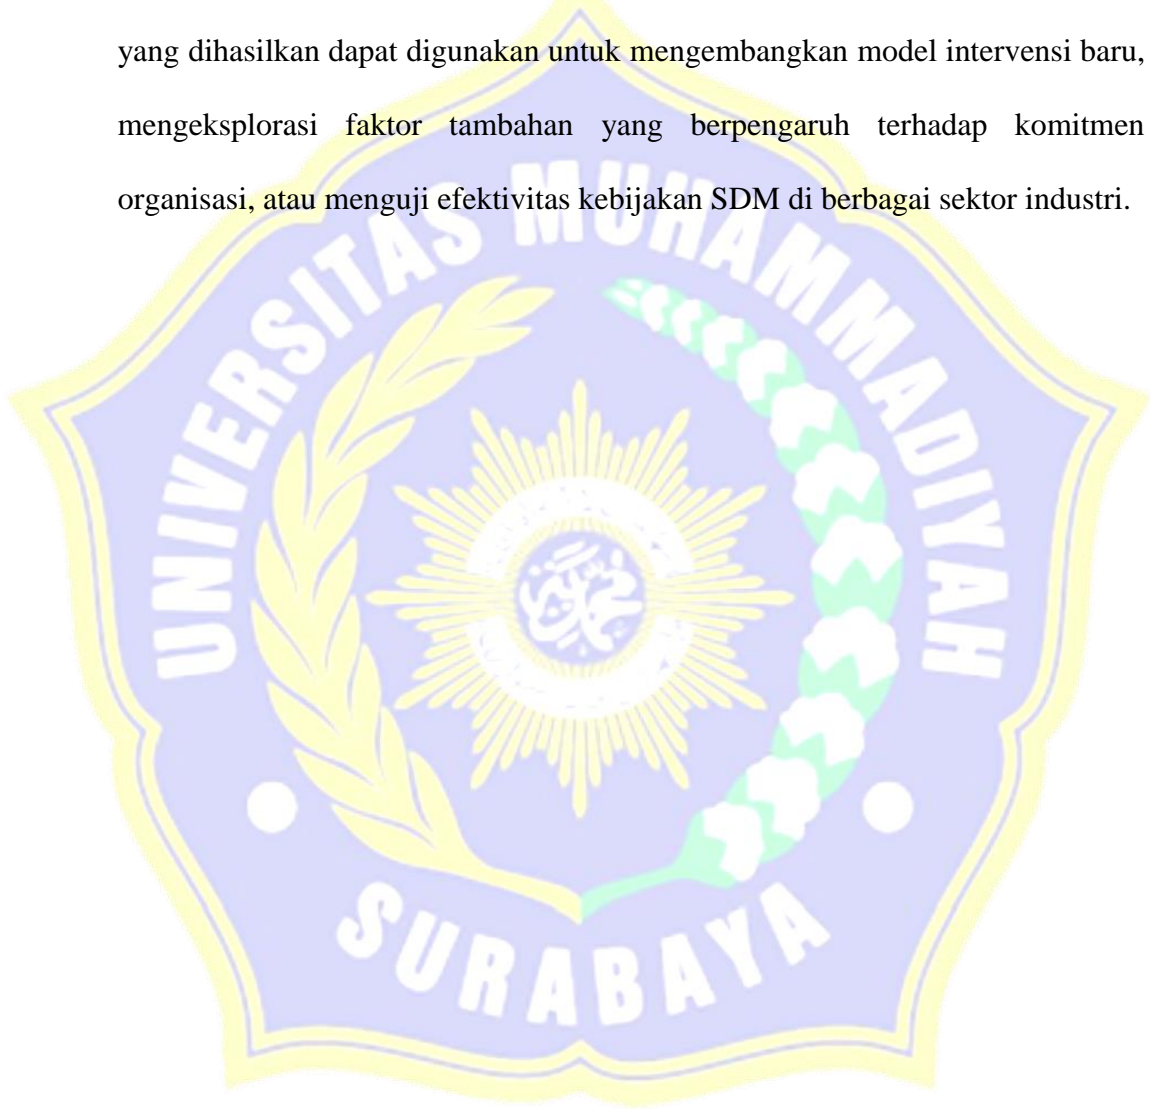 yang dihasilkan dapat digunakan untuk mengembangkan model intervensi baru,
mengeksplorasi faktor tambahan yang berpengaruh terhadap komitmen
organisasi, atau menguji efektivitas kebijakan SDM di berbagai sektor industri.
UNIVERSITAS MUHAMMADIYAH
SURABAYA